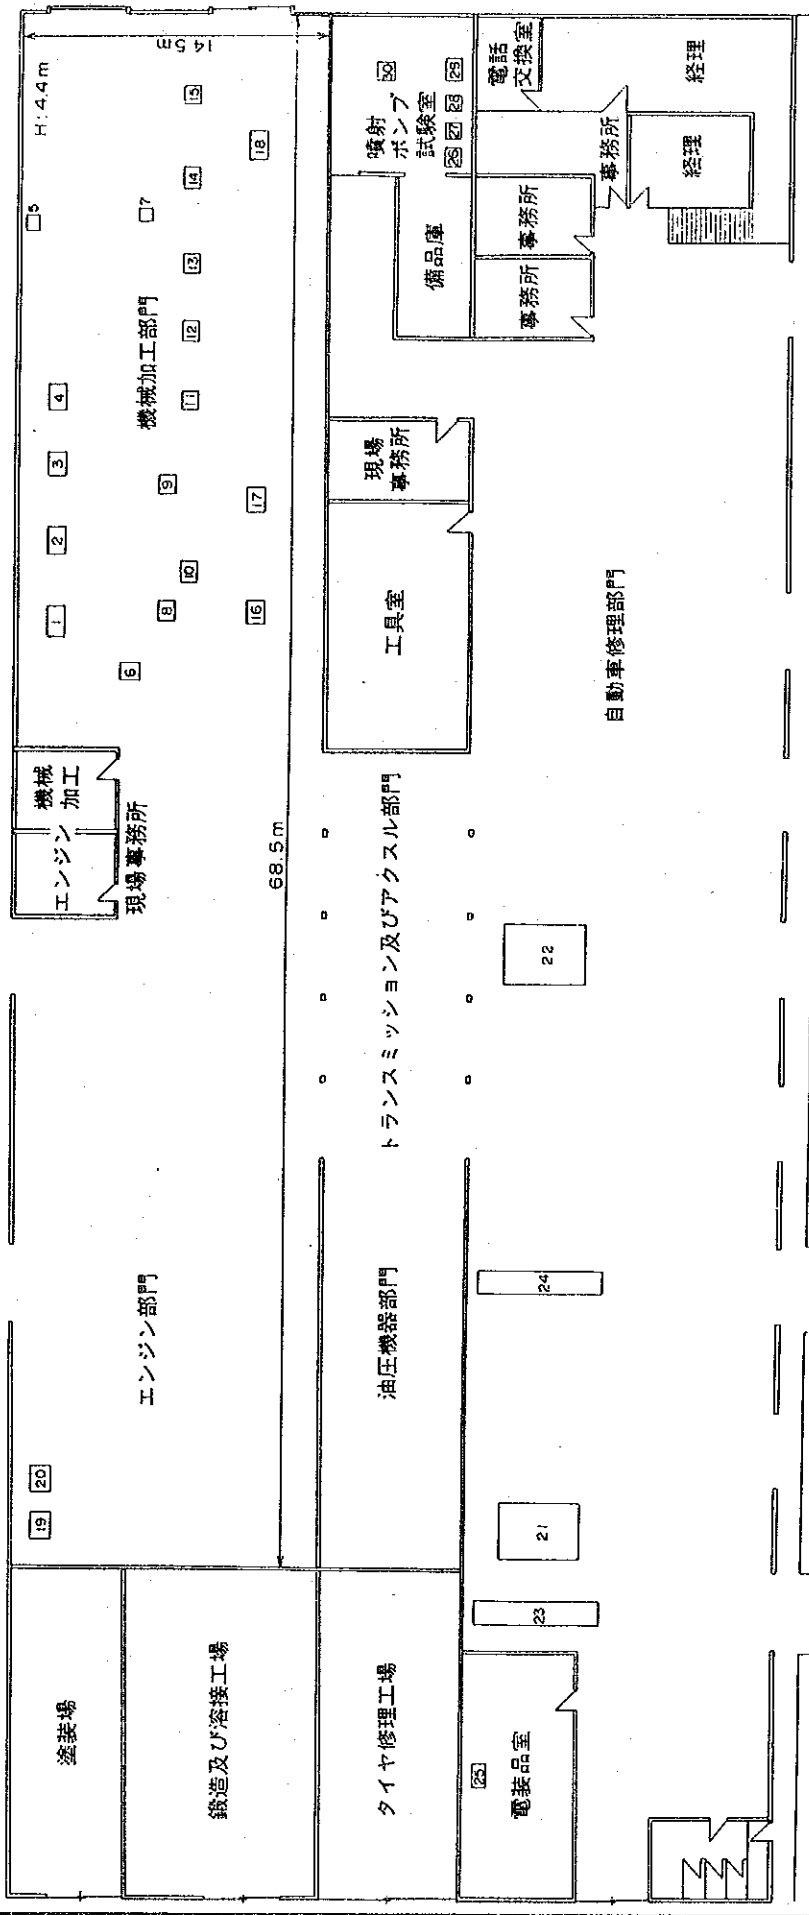 塗装場
19
20
エンジン
機械
加工
1
2
3
4
5
H:4.4m
現場事務所
6
エンジン部門
機械加工部門
7
8
9
10
11
12
13
14
15
14.5m
鍛造及び溶接工場
16
17
18
68.5m
タイヤ修理工場
油圧機器部門
トランスミッション及びアクスル部門
工具室
現場
事務所
備品庫
噴射
ポンプ
試験室
30
26
27
28
29
25
電装品室
23
21
24
22
事務所
事務所
電話
交換室
自動車修理部門
事務所
経理
経理